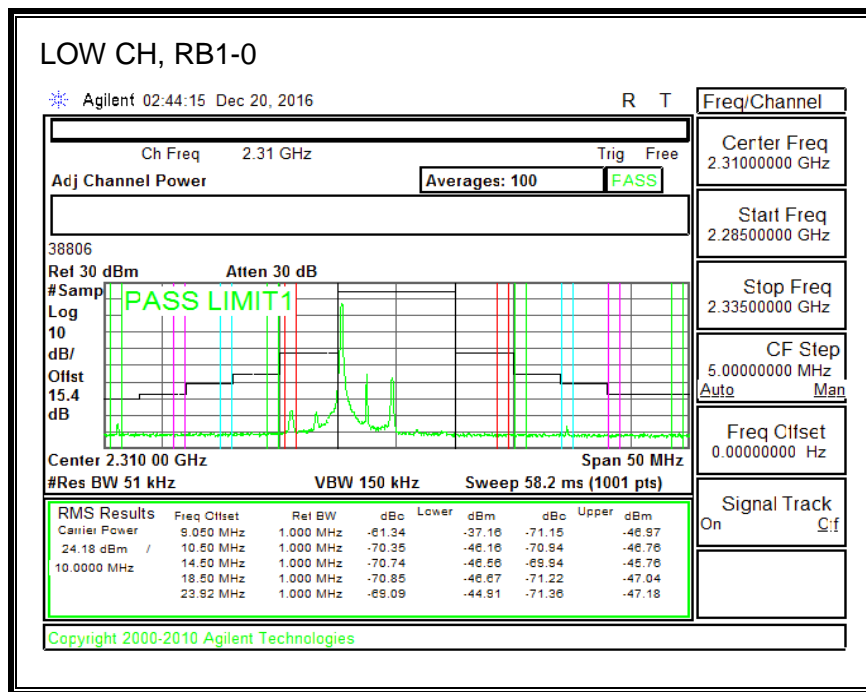 LOW CH, RB1-0
Agilent 02:44:15 Dec 20, 2016 R T
Freq/Channel
Ch Freq 2.31 GHz Trig Free
Adj Channel Power Averages: 100 PASS
Center Freq
2.31000000 GHz
Start Freq
2.28500000 GHz
38806
Ref 30 dBm Atten 30 dB
#Samp
Log
10
dB/
Offst
15.4
dB
PASS LIMIT1
Stop Freq
2.33500000 GHz
CF Step
5.00000000 MHz
Auto Man
Freq Offset
0.00000000 Hz
Center 2.310 00 GHz Span 50 MHz
#Res BW 51 kHz VBW 150 kHz Sweep 58.2 ms (1001 pts)
Signal Track
On Off
RMS Results Freq Offset Ref BW dBc Lower dBm dBc Upper dBm
Carrier Power 9.050 MHz 1.000 MHz -61.34 -37.16 -71.15 -46.97
24.18 dBm / 10.50 MHz 1.000 MHz -70.35 -46.16 -70.94 -46.76
10.0000 MHz 14.50 MHz 1.000 MHz -70.74 -46.56 -69.94 -45.76
18.50 MHz 1.000 MHz -70.85 -46.67 -71.22 -47.04
23.92 MHz 1.000 MHz -69.09 -44.91 -71.36 -47.18
Copyright 2000-2010 Agilent Technologies